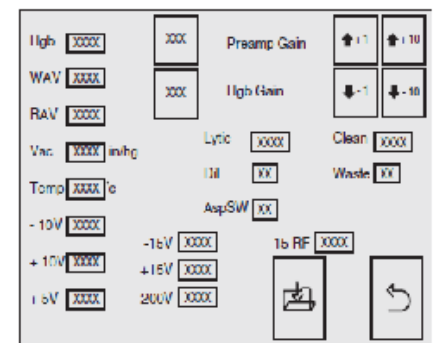 Hgb XXXX XXX Preamp Gain +1 +10
WAV XXXX XXX Hgb Gain -1 -10
RAV XXXX
Vac XXXX in/hg Lytic XXXX Clean XXXX
Temp XXXX °c Dil XX Waste XX
AspSW XX
- 10V XXXX -15V XXXX 15 RF XXXX
+ 10V XXXX +15V XXXX
+ 5V XXXX 200V XXXX